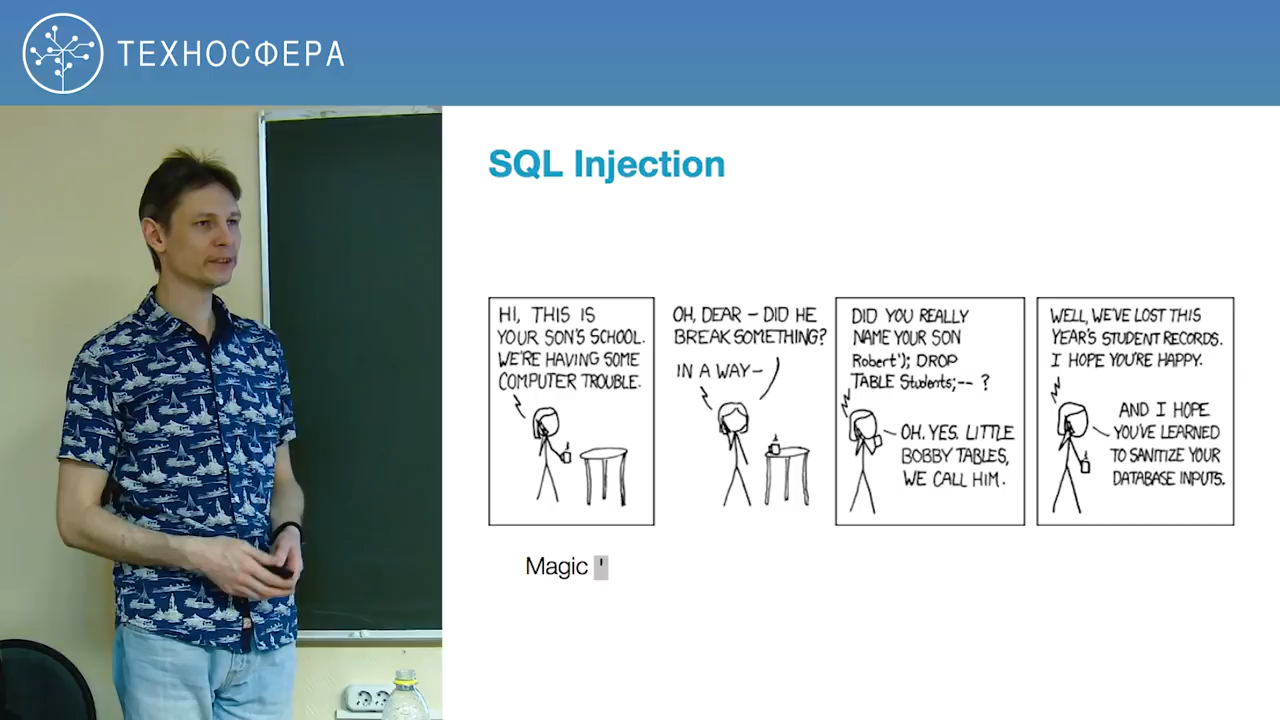 ТЕХНОСФЕРА
SQL Injection
HI, THIS IS
YOUR SON'S SCHOOL.
WE'RE HAVING SOME
COMPUTER TROUBLE.
OH, DEAR – DID HE
BREAK SOMETHING?
IN A WAY–
DID YOU REALLY
NAME YOUR SON
Robert'); DROP
TABLE Students;-- ?
OH. YES. LITTLE
BOBBY TABLES,
WE CALL HIM.
WELL, WE'VE LOST THIS
YEAR'S STUDENT RECORDS.
I HOPE YOU'RE HAPPY.
AND I HOPE
YOU'VE LEARNED
TO SANITIZE YOUR
DATABASE INPUTS.
Magic '